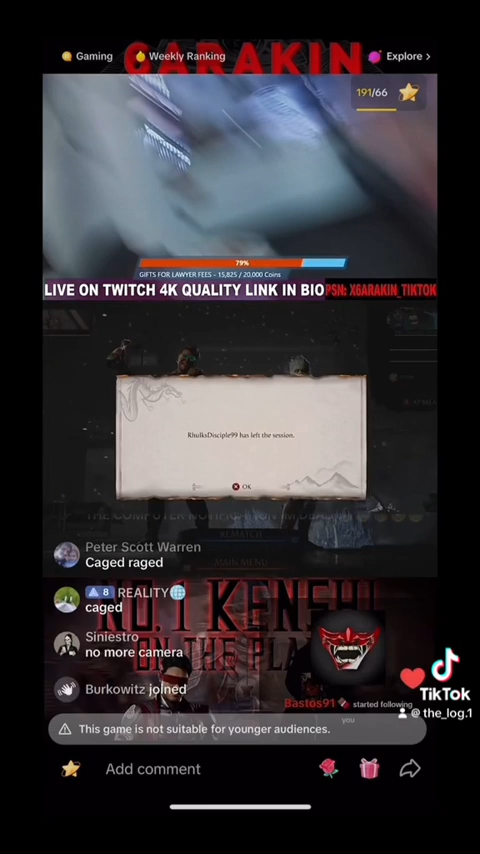 6ARAKIN
Gaming
Weekly Ranking
Explore >
191/66
79%
GIFTS FOR LAWYER FEES - 15,825 / 20,000 Coins
LIVE ON TWITCH 4K QUALITY LINK IN BIO
PSN: X6ARAKIN_TIKTOK
RhulksDisciple99 has left the session.
OK
REMATCH
MAIN MENU
Peter Scott Warren
Caged raged
8 REALITY
caged
NO.1 KENSHI
ON THE PLA
Siniestro
no more camera
Burkowitz joined
Bastos91 started following
you
TikTok
@ the_log.1
This game is not suitable for younger audiences.
Add comment